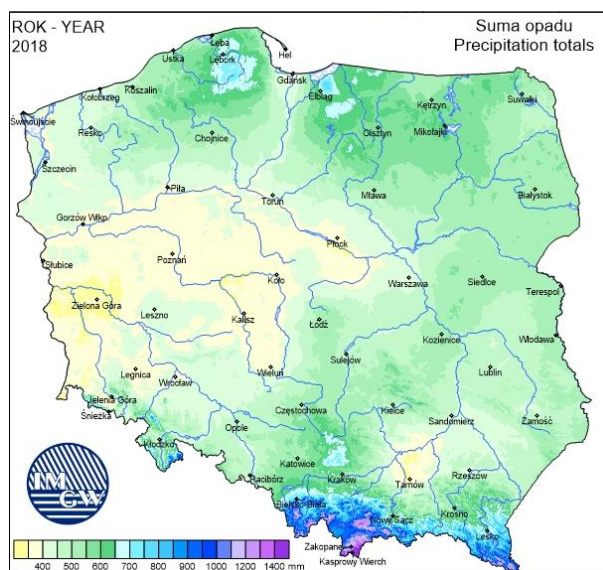 ROK - YEAR
2018
Suma opadu
Precipitation totals
Łeba
Hel
Ustka
Lębork
Gdańsk
Koszalin
Kołobrzeg
Elbląg
Kętrzyn
Suwałki
Świnoujście
Resko
Chojnice
Olsztyn
Mikołajki
Szczecin
Piła
Toruń
Mława
Białystok
Gorzów Wlkp.
Płock
Słubice
Poznań
Koło
Warszawa
Siedlce
Terespol
Zielona Góra
Leszno
Kalisz
Łódź
Kozienice
Włodawa
Sulejów
Legnica
Wrocław
Wieluń
Lublin
Jelenia Góra
Śnieżka
Częstochowa
Kielce
Sandomierz
Zamość
Kłodzko
Opole
Katowice
Racibórz
Kraków
Tarnów
Rzeszów
Bielsko-Biała
Nowy Sącz
Krosno
Lesko
Zakopane
Kasprowy Wierch
IM
GW
400 500 600 700 800 900 1000 1200 1400 mm